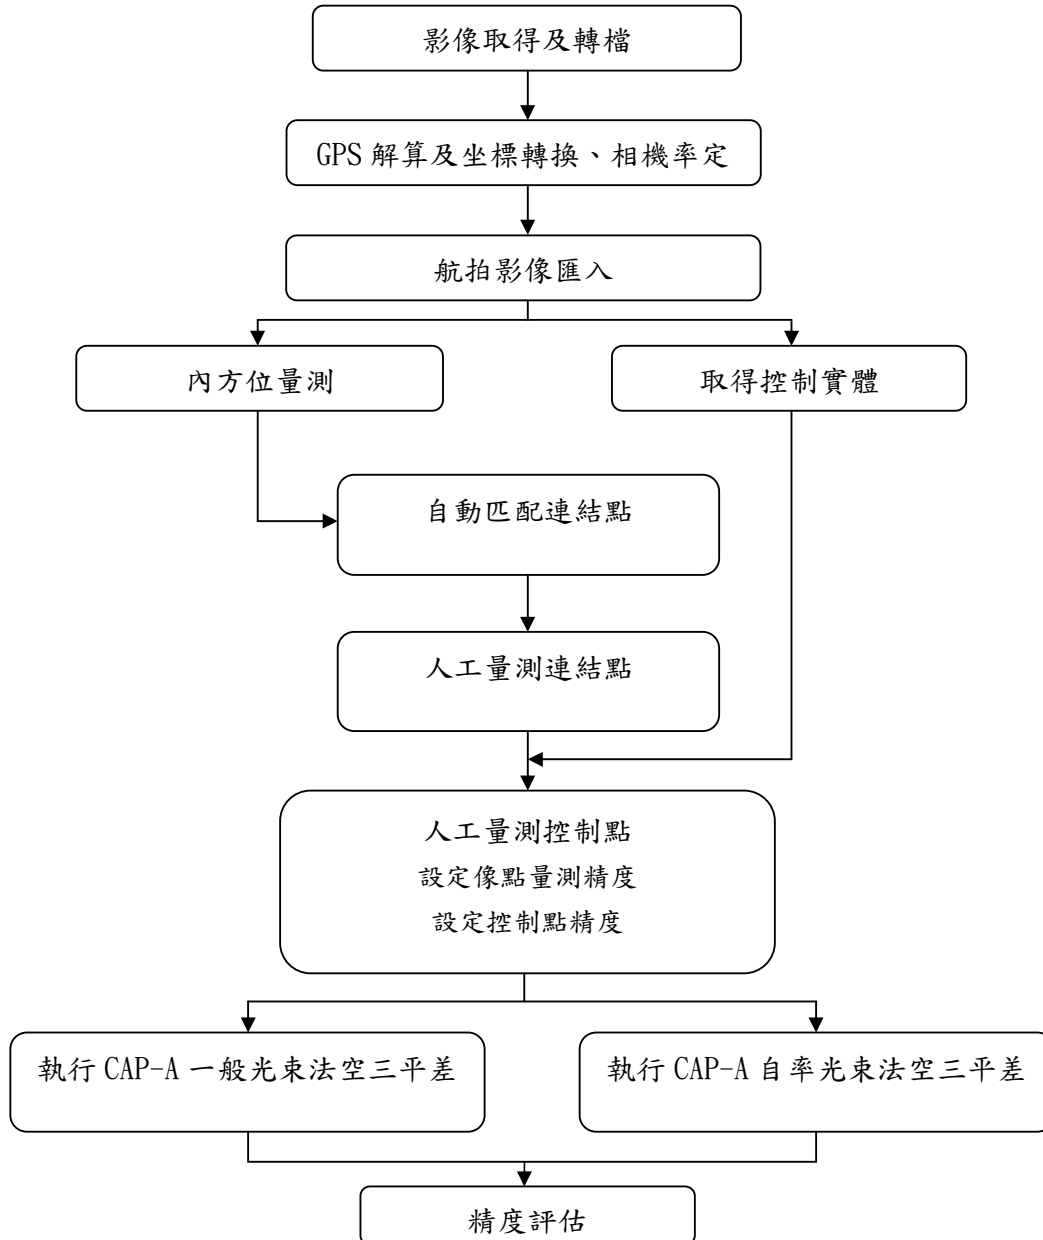 影像取得及轉檔
GPS 解算及坐標轉換、相機率定
航拍影像匯入
內方位量測
取得控制實體
自動匹配連結點
人工量測連結點
人工量測控制點
設定像點量測精度
設定控制點精度
執行 CAP-A 一般光束法空三平差
執行 CAP-A 自率光束法空三平差
精度評估